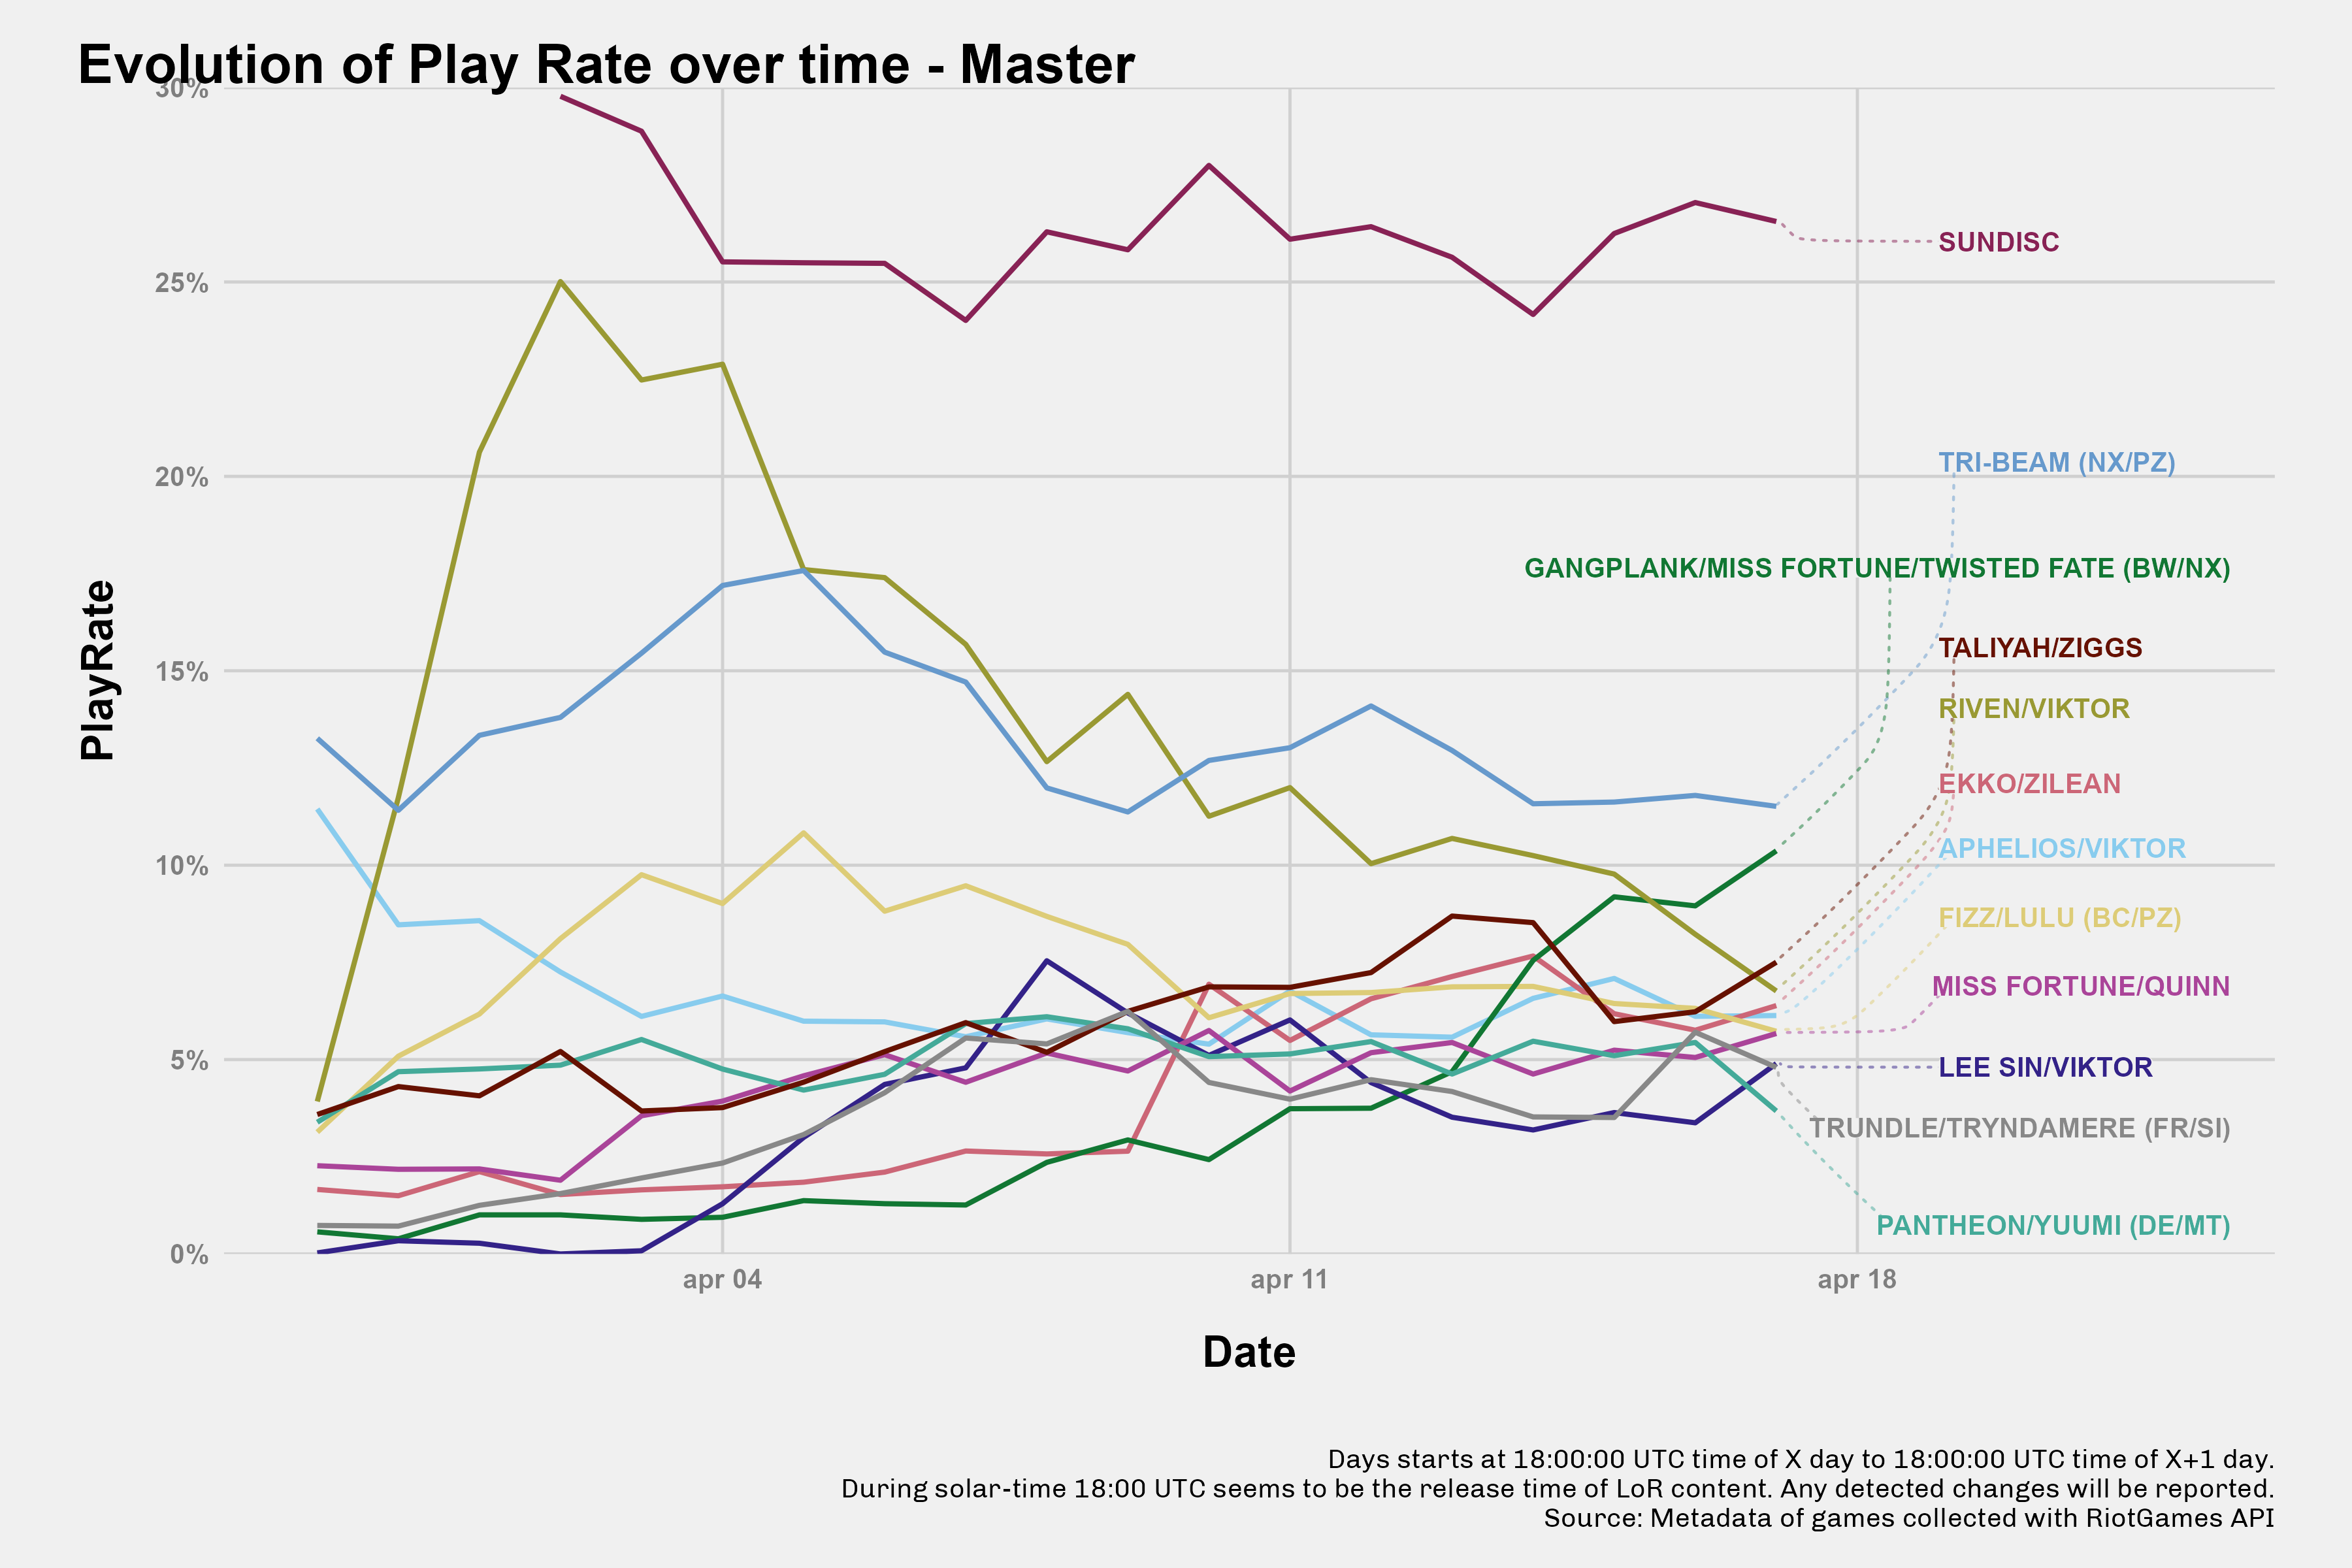 Evolution of Play Rate over time - Master
30%
25%
20%
15%
10%
5%
0%
PlayRate
SUNDISC
TRI-BEAM (NX/PZ)
GANGPLANK/MISS FORTUNE/TWISTED FATE (BW/NX)
TALIYAH/ZIGGS
RIVEN/VIKTOR
EKKO/ZILEAN
APHELIOS/VIKTOR
FIZZ/LULU (BC/PZ)
MISS FORTUNE/QUINN
LEE SIN/VIKTOR
TRUNDLE/TRYNDAMERE (FR/SI)
PANTHEON/YUUMI (DE/MT)
apr 04
apr 11
apr 18
Date
Days starts at 18:00:00 UTC time of X day to 18:00:00 UTC time of X+1 day.
During solar-time 18:00 UTC seems to be the release time of LoR content. Any detected changes will be reported.
Source: Metadata of games collected with RiotGames API